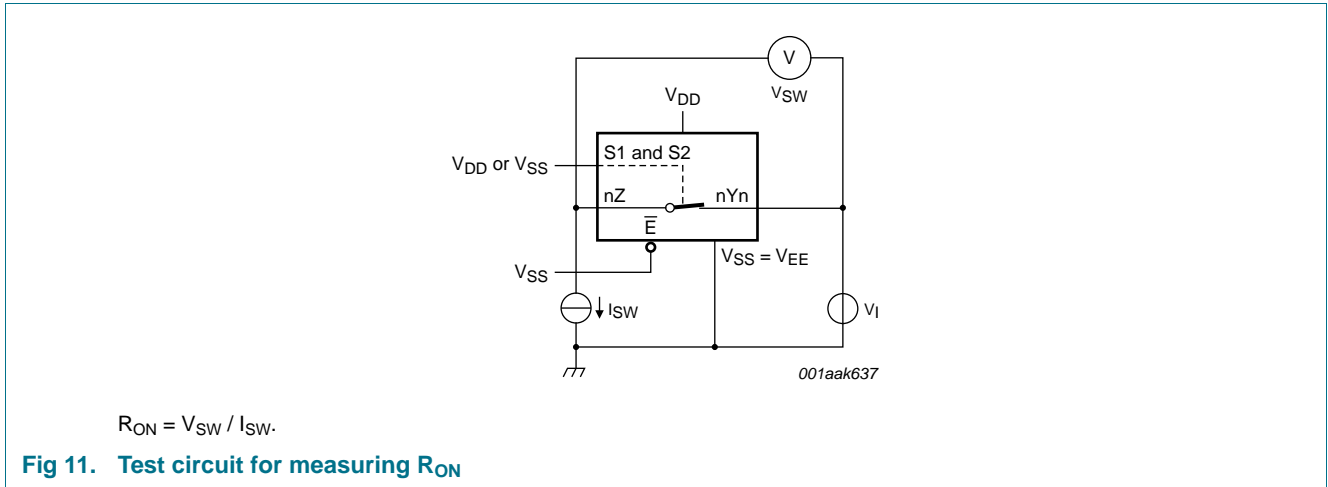 V
VSW
VDD
S1 and S2
VDD or VSS
nZ
nYn
E
VSS = VEE
VSS
ISW
VI
001aak637
RON = VSW / ISW.
Fig 11. Test circuit for measuring RON